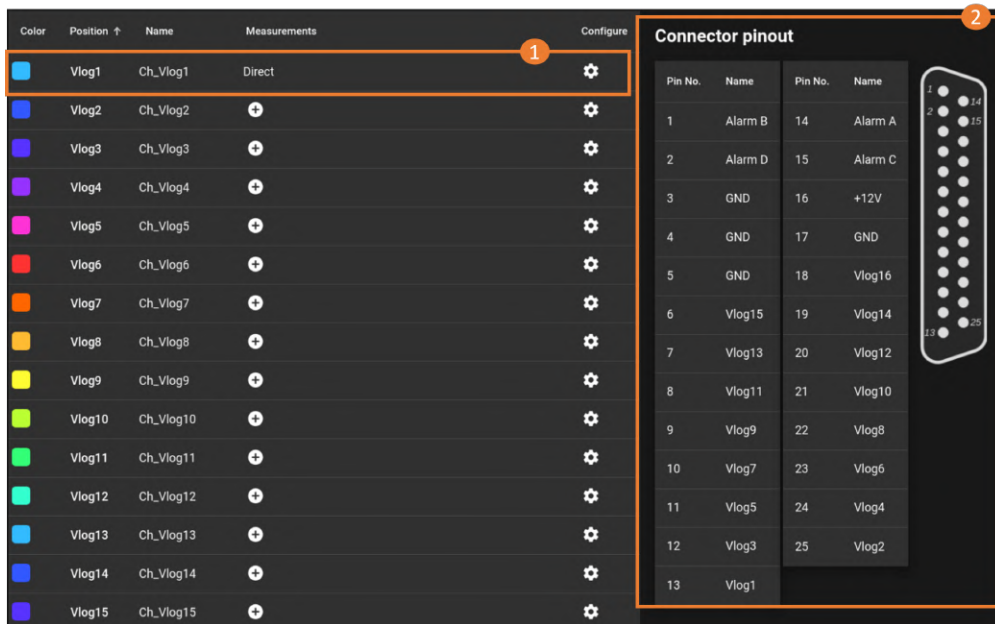 Color Position ↑ Name Measurements Configure
1
Vlog1 Ch_Vlog1 Direct
Vlog2 Ch_Vlog2
Vlog3 Ch_Vlog3
Vlog4 Ch_Vlog4
Vlog5 Ch_Vlog5
Vlog6 Ch_Vlog6
Vlog7 Ch_Vlog7
Vlog8 Ch_Vlog8
Vlog9 Ch_Vlog9
Vlog10 Ch_Vlog10
Vlog11 Ch_Vlog11
Vlog12 Ch_Vlog12
Vlog13 Ch_Vlog13
Vlog14 Ch_Vlog14
Vlog15 Ch_Vlog15
2
Connector pinout
Pin No. Name Pin No. Name
1 Alarm B 14 Alarm A
2 Alarm D 15 Alarm C
3 GND 16 +12V
4 GND 17 GND
5 GND 18 Vlog16
6 Vlog15 19 Vlog14
7 Vlog13 20 Vlog12
8 Vlog11 21 Vlog10
9 Vlog9 22 Vlog8
10 Vlog7 23 Vlog6
11 Vlog5 24 Vlog4
12 Vlog3 25 Vlog2
13 Vlog1
1
14
2
15
25
13